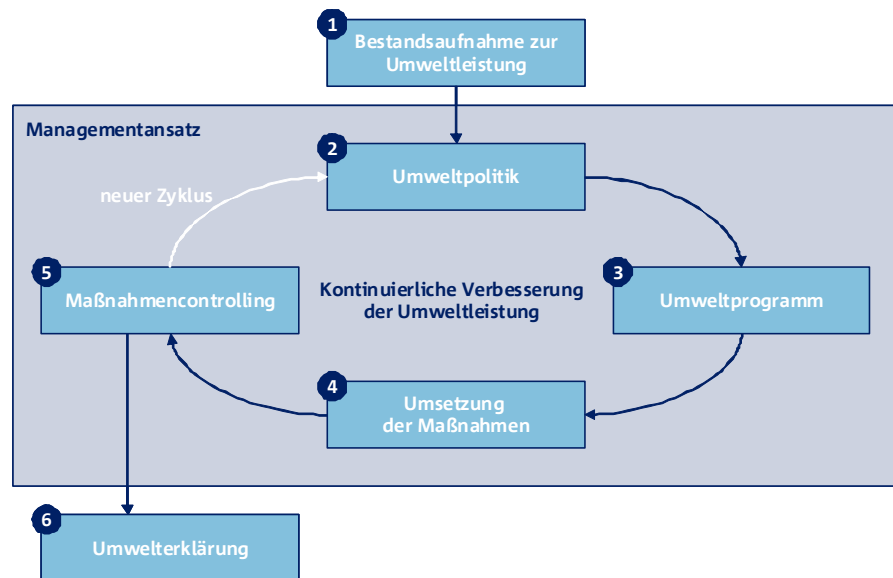 1
Bestandsaufnahme zur
Umweltleistung
Managementansatz
2
Umweltpolitik
neuer Zyklus
5
Maßnahmencontrolling
Kontinuierliche Verbesserung
der Umweltleistung
3
Umweltprogramm
4
Umsetzung
der Maßnahmen
6
Umwelterklärung